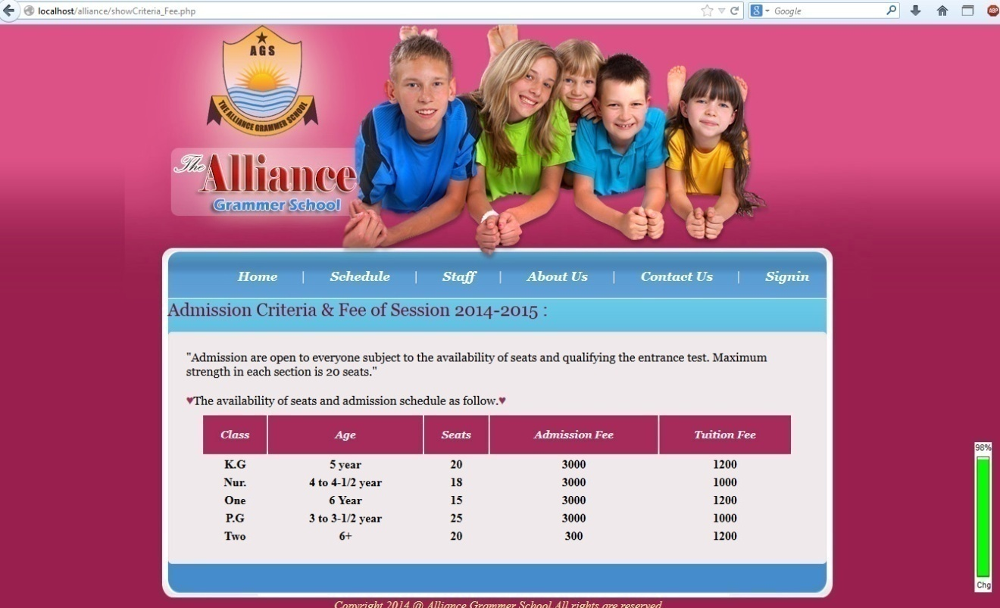 localhost/alliance/showCriteria_Fee.php
8
Google
ABP
AGS
THE ALLIANCE GRAMMER SCHOOL
The Alliance
Grammer School
Home | Schedule | Staff | About Us | Contact Us | Signin
Admission Criteria & Fee of Session 2014-2015 :
"Admission are open to everyone subject to the availability of seats and qualifying the entrance test. Maximum
strength in each section is 20 seats."
♥The availability of seats and admission schedule as follow.♥
Class Age Seats Admission Fee Tuition Fee
K.G 5 year 20 3000 1200
Nur. 4 to 4-1/2 year 18 3000 1000
One 6 Year 15 3000 1200
P.G 3 to 3-1/2 year 25 3000 1000
Two 6+ 20 300 1200
98%
Chg
Copyright 2014 @ Alliance Grammer School All rights are reserved